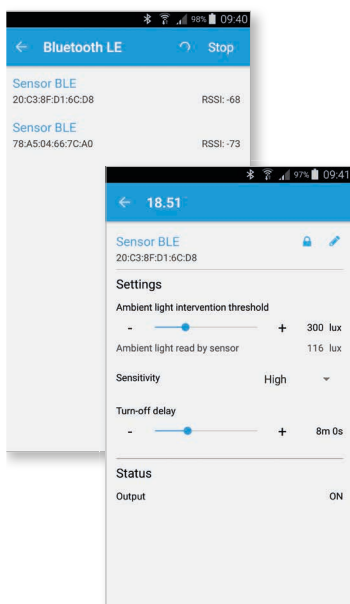 98% 09:40
Bluetooth LE Stop
Sensor BLE
20:C3:8F:D1:6C:D8 RSSI: -68
Sensor BLE
78:A5:04:66:7C:A0 RSSI: -73
97% 09:41
18.51
Sensor BLE
20:C3:8F:D1:6C:D8
Settings
Ambient light intervention threshold
- + 300 lux
Ambient light read by sensor 116 lux
Sensitivity High
Turn-off delay
- + 8m 0s
Status
Output ON